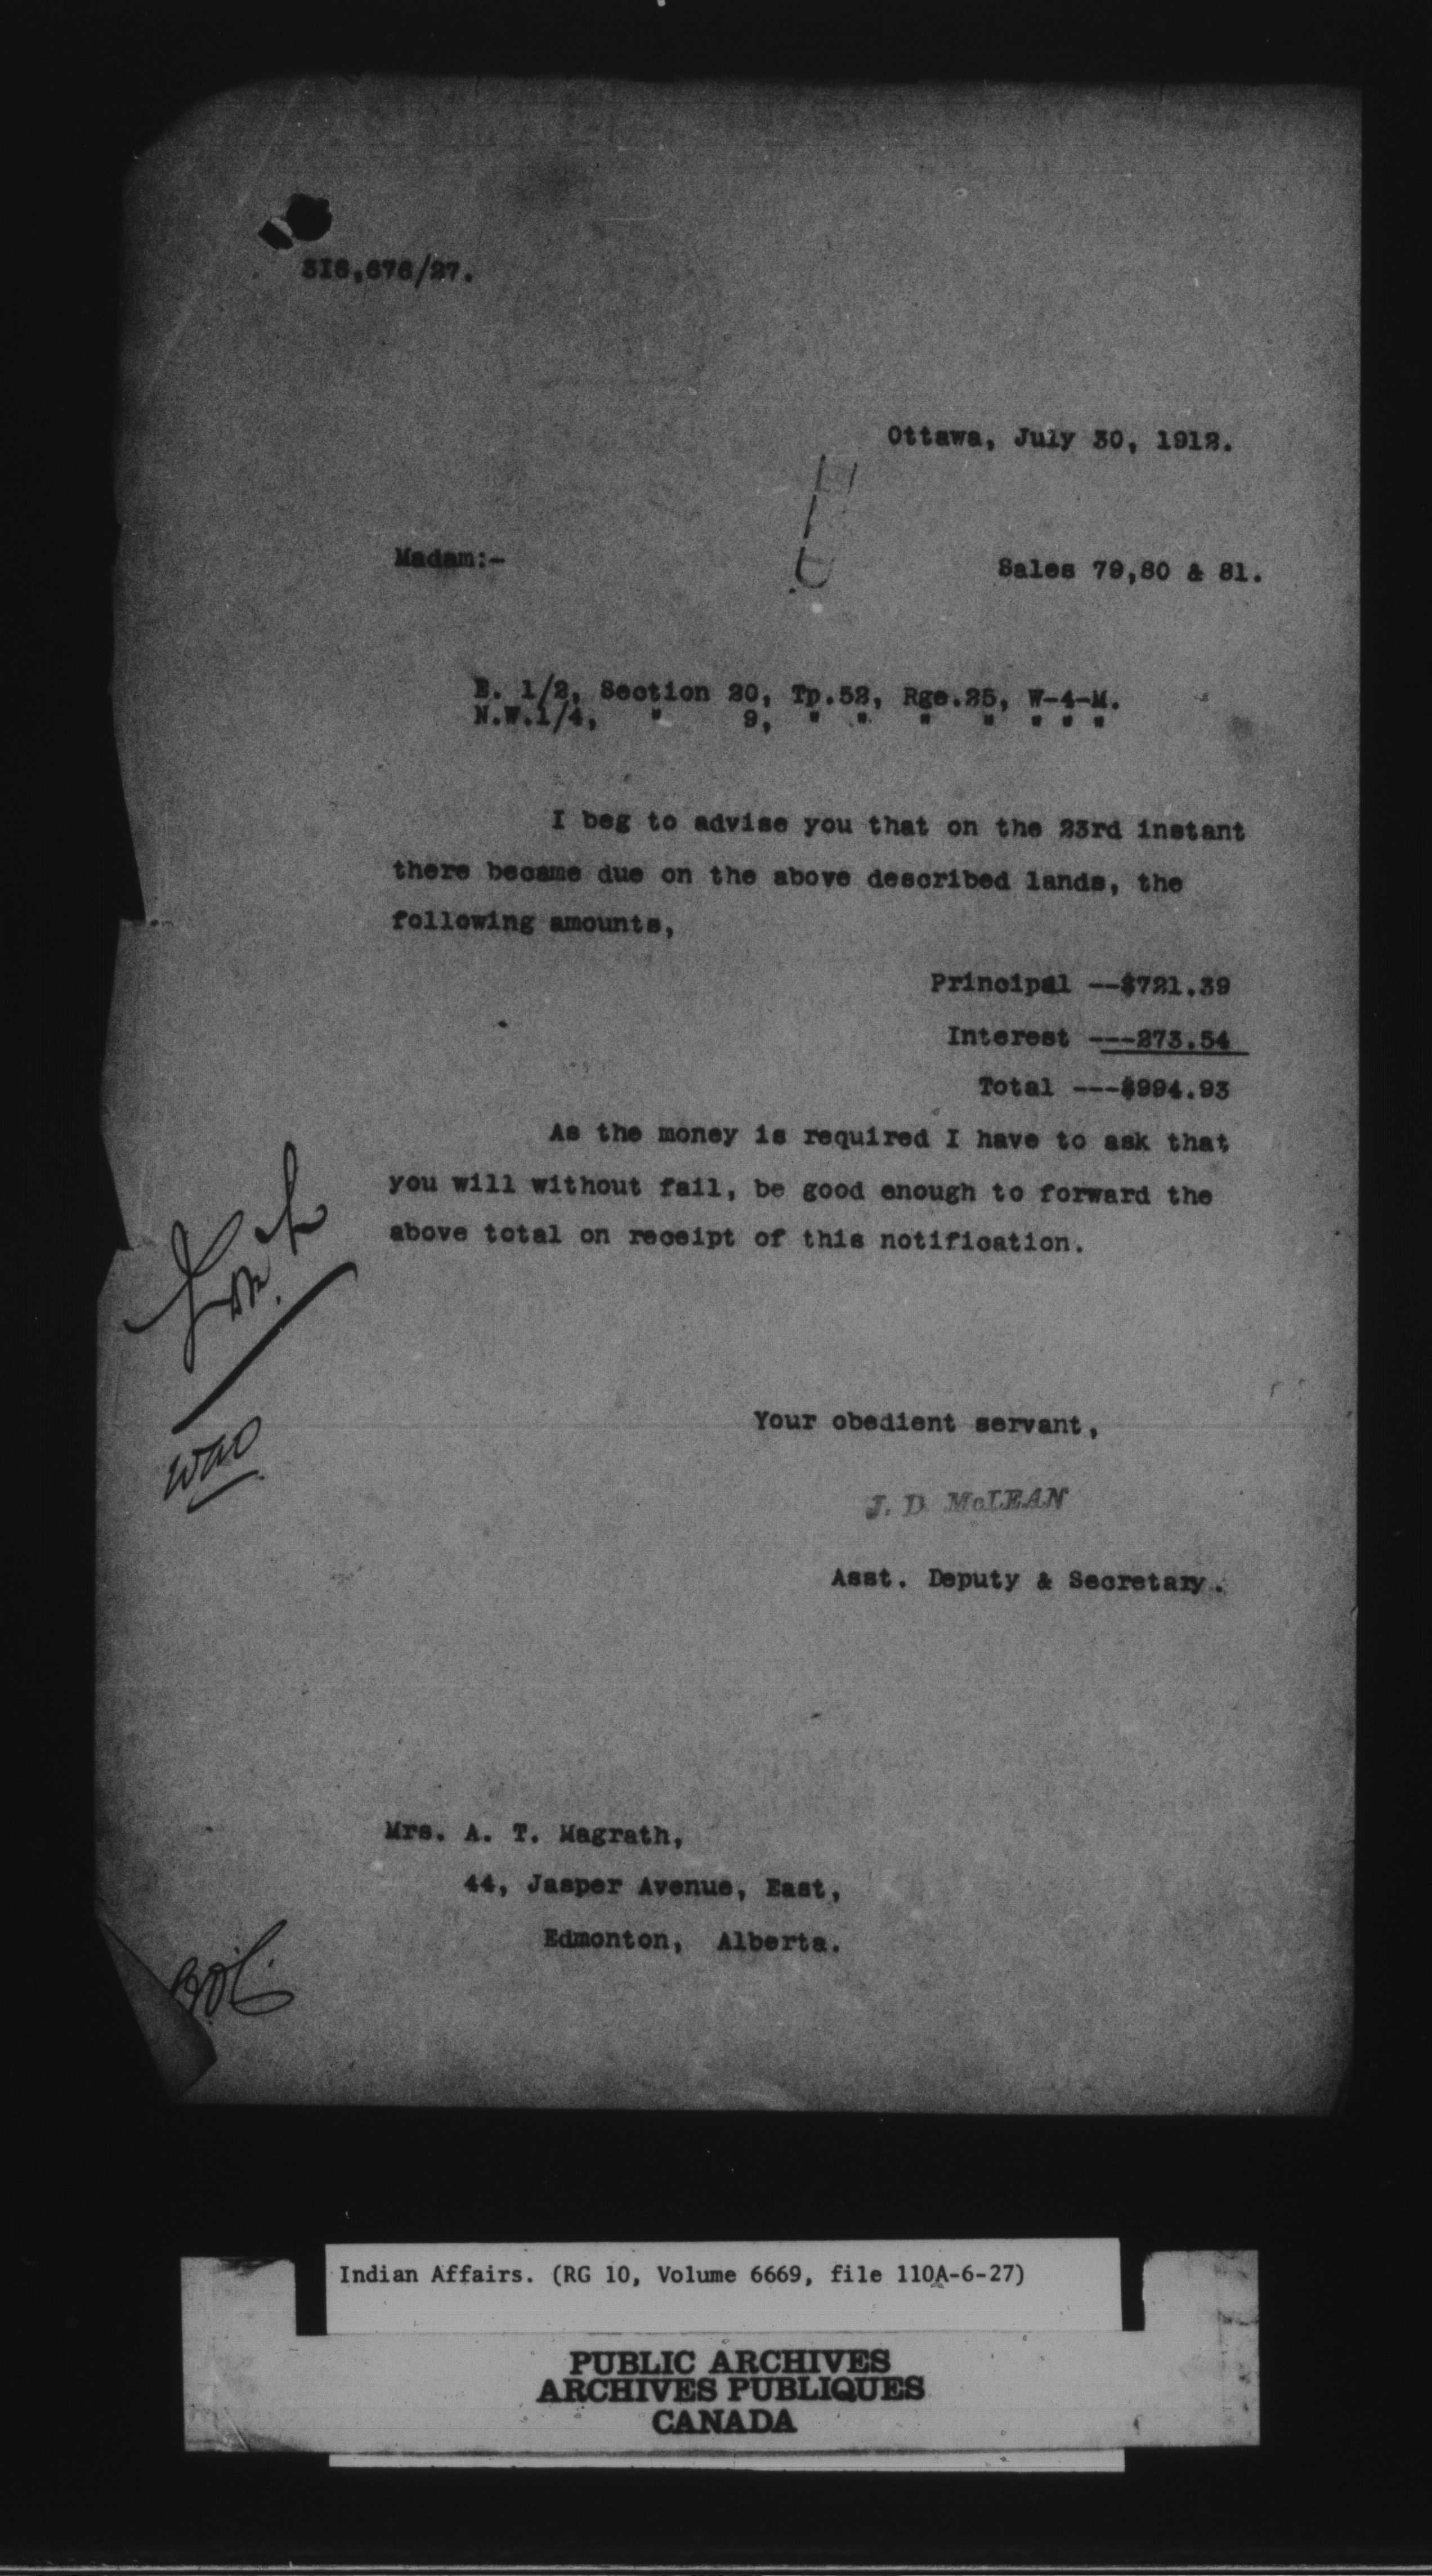 316,676/27.
Ottawa, July 30, 1912.
Madam:-
Sales 79,80 & 81.
E. 1/2, Section 20, Tp.52, Rge.25, W-4-M.
N.W.1/4, " 9, " " " " " " "
I beg to advise you that on the 23rd instant
there became due on the above described lands, the
following amounts,
Principal --$721.39
Interest ---273.54
Total ---$994.93
As the money is required I have to ask that
you will without fail, be good enough to forward the
above total on receipt of this notification.
Your obedient servant,
J. D. McLEAN
Asst. Deputy & Secretary.
Mrs. A. T. Magrath,
44, Jasper Avenue, East,
Edmonton, Alberta.
Indian Affairs. (RG 10, Volume 6669, file 110A-6-27)
PUBLIC ARCHIVES
ARCHIVES PUBLIQUES
CANADA